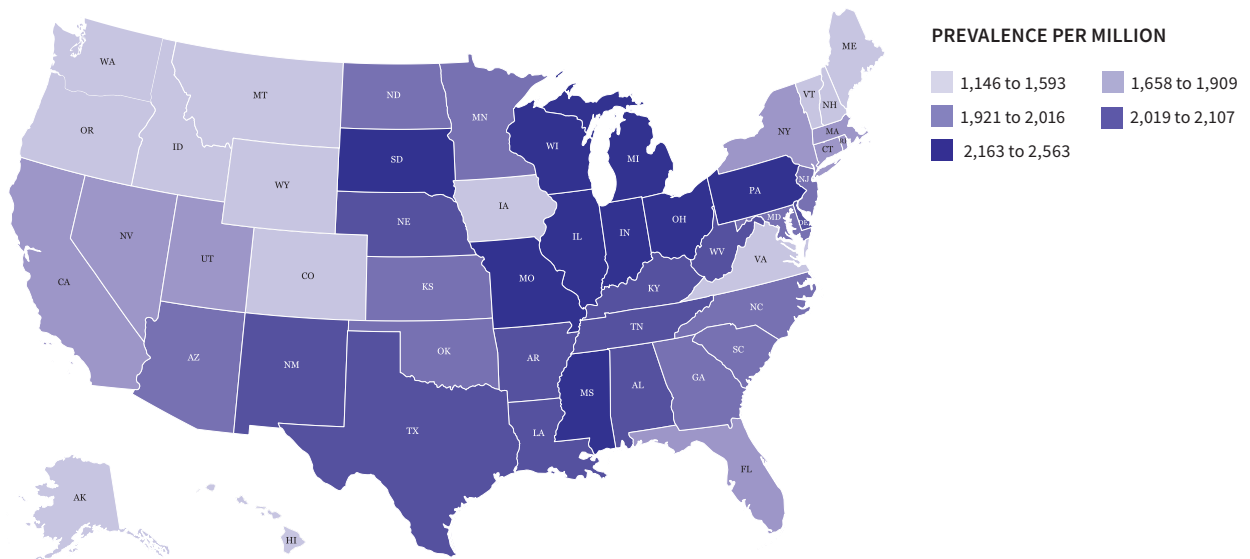 PREVALENCE PER MILLION
1,146 to 1,593
1,658 to 1,909
1,921 to 2,016
2,019 to 2,107
2,163 to 2,563
WA
OR
ID
MT
WY
ND
SD
NE
MN
IA
WI
MI
ME
VT
NH
NY
MA
CT
RI
NJ
PA
MD
DE
OH
IN
IL
WV
VA
NV
UT
CO
KS
MO
KY
CA
AZ
NM
OK
AR
TN
NC
SC
GA
AL
MS
LA
TX
FL
AK
HI